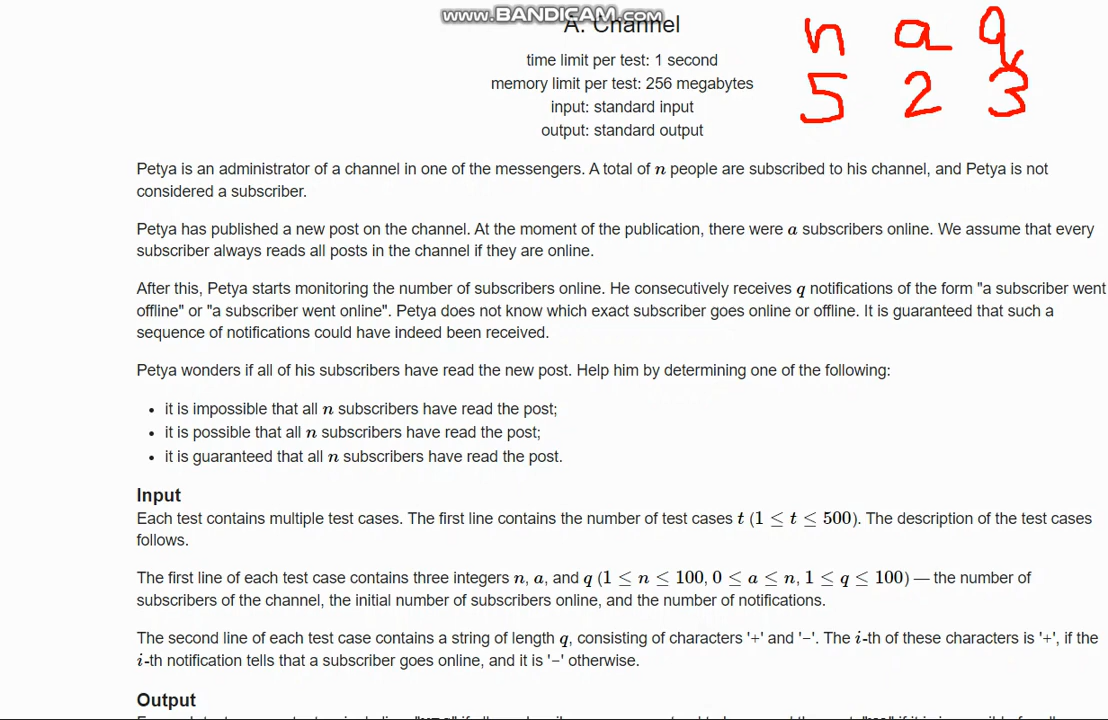 www.BANDICAM.com
A. Channel
time limit per test: 1 second
memory limit per test: 256 megabytes
input: standard input
output: standard output
n a q
5 2 3
Petya is an administrator of a channel in one of the messengers. A total of n people are subscribed to his channel, and Petya is not
considered a subscriber.
Petya has published a new post on the channel. At the moment of the publication, there were a subscribers online. We assume that every
subscriber always reads all posts in the channel if they are online.
After this, Petya starts monitoring the number of subscribers online. He consecutively receives q notifications of the form "a subscriber went
offline" or "a subscriber went online". Petya does not know which exact subscriber goes online or offline. It is guaranteed that such a
sequence of notifications could have indeed been received.
Petya wonders if all of his subscribers have read the new post. Help him by determining one of the following:
• it is impossible that all n subscribers have read the post;
• it is possible that all n subscribers have read the post;
• it is guaranteed that all n subscribers have read the post.
Input
Each test contains multiple test cases. The first line contains the number of test cases t (1 ≤ t ≤ 500). The description of the test cases
follows.
The first line of each test case contains three integers n, a, and q (1 ≤ n ≤ 100, 0 ≤ a ≤ n, 1 ≤ q ≤ 100) — the number of
subscribers of the channel, the initial number of subscribers online, and the number of notifications.
The second line of each test case contains a string of length q, consisting of characters '+' and '−'. The i-th of these characters is '+', if the
i-th notification tells that a subscriber goes online, and it is '−' otherwise.
Output